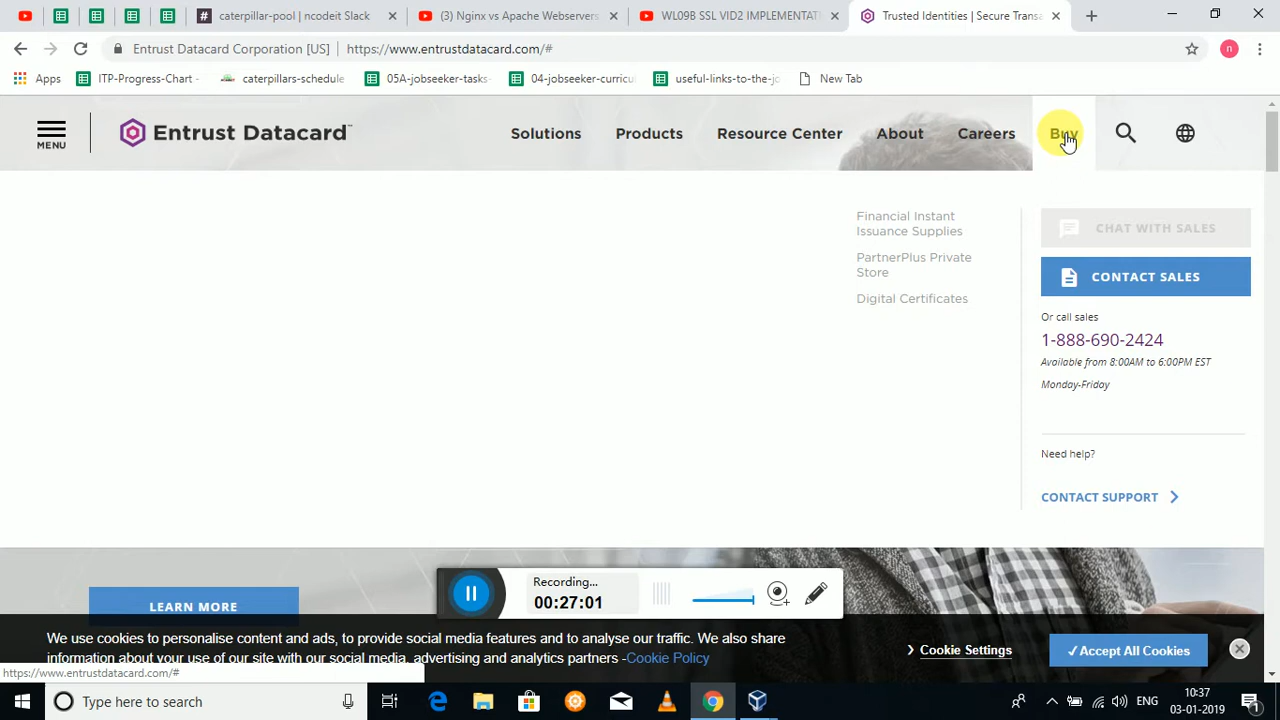 caterpillar-pool | ncodeit Slack
(3) Nginx vs Apache Webservers
WL09B SSL VID2 IMPLEMENTAT
Trusted Identities | Secure Transa
Entrust Datacard Corporation [US] | https://www.entrustdatacard.com/#
n
Apps
ITP-Progress-Chart -
caterpillars-schedule
05A-jobseeker-tasks-
04-jobseeker-curricu
useful-links-to-the-jo
New Tab
MENU
Entrust Datacard™
Solutions
Products
Resource Center
About
Careers
Buy
Financial Instant
Issuance Supplies
PartnerPlus Private
Store
Digital Certificates
CHAT WITH SALES
CONTACT SALES
Or call sales
1-888-690-2424
Available from 8:00AM to 6:00PM EST
Monday-Friday
Need help?
CONTACT SUPPORT
LEARN MORE
Recording...
00:27:01
We use cookies to personalise content and ads, to provide social media features and to analyse our traffic. We also share
information about your use of our site with our social media, advertising and analytics partners -Cookie Policy
Cookie Settings
✓Accept All Cookies
https://www.entrustdatacard.com/#
Type here to search
ENG
10:37
03-01-2019
1